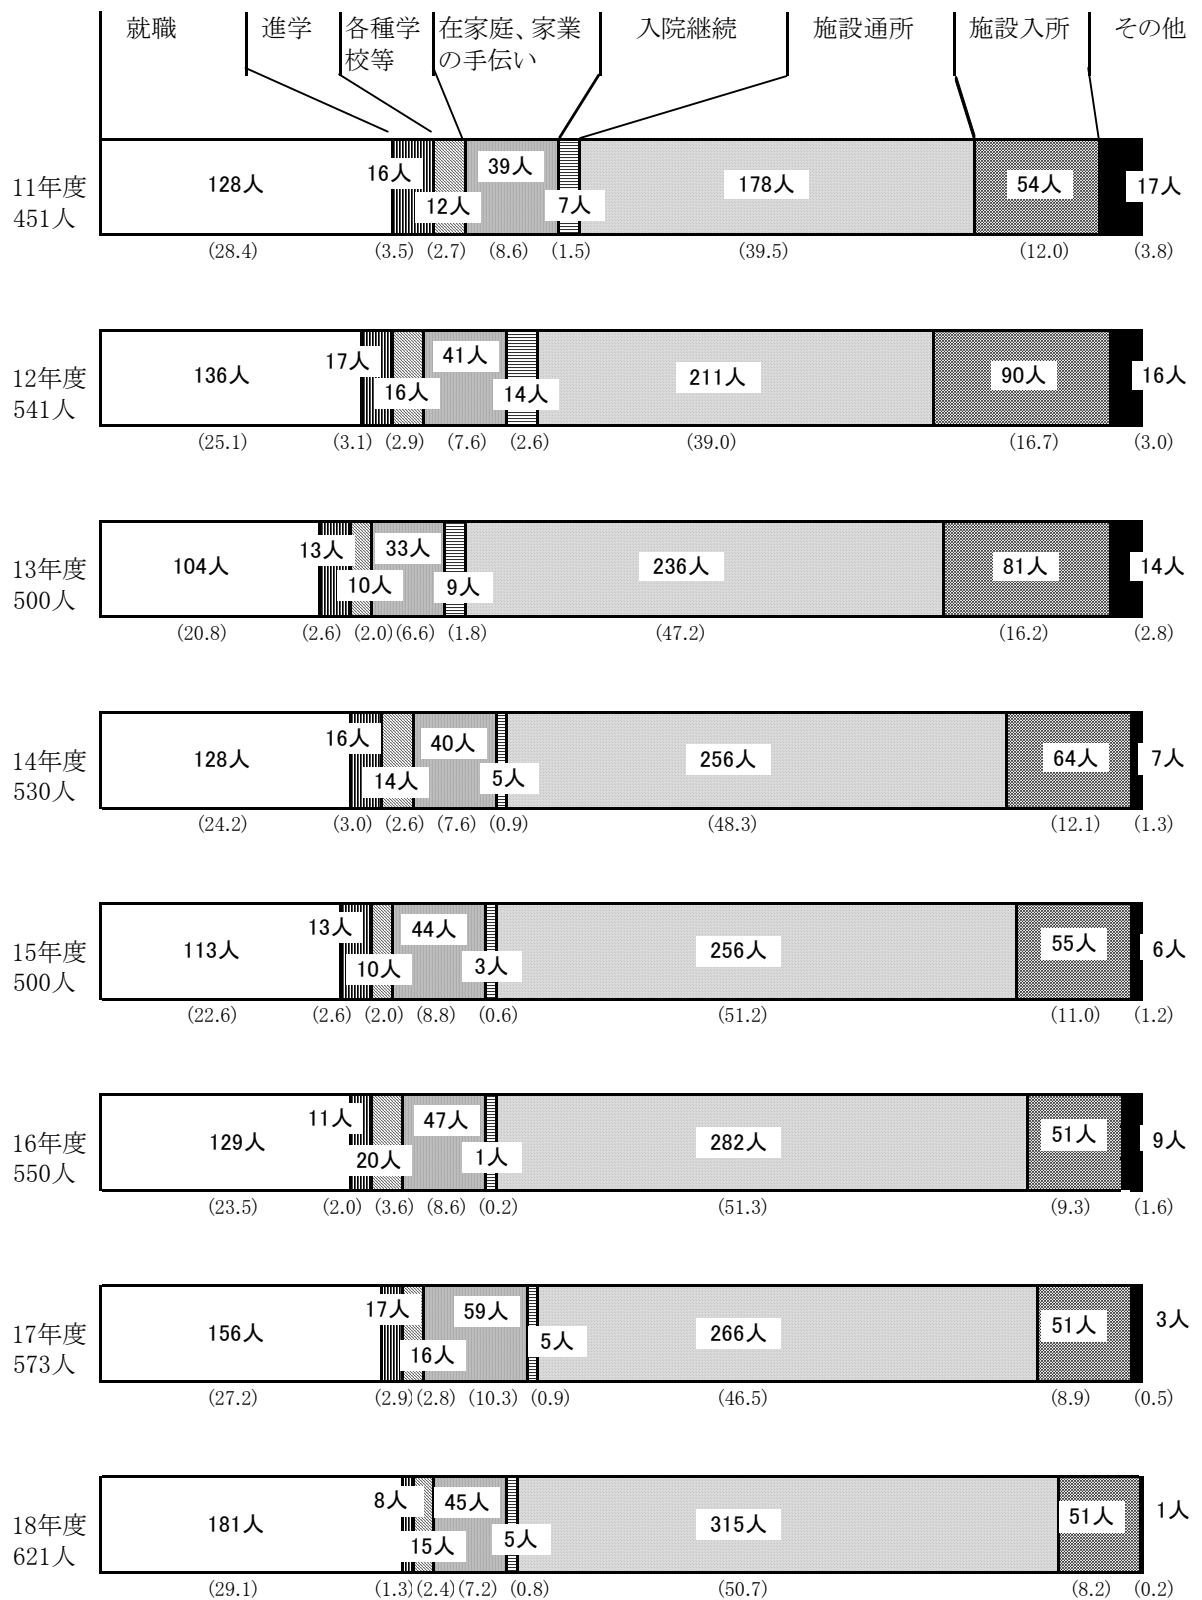 就職
進学
各種学
校等
在家庭、家業
の手伝い
入院継続
施設通所
施設入所
その他
11年度
451人
128人
16人
12人
39人
7人
178人
54人
17人
(28.4)
(3.5)
(2.7)
(8.6)
(1.5)
(39.5)
(12.0)
(3.8)
12年度
541人
136人
17人
16人
41人
14人
211人
90人
16人
(25.1)
(3.1)
(2.9)
(7.6)
(2.6)
(39.0)
(16.7)
(3.0)
13年度
500人
104人
13人
10人
33人
9人
236人
81人
14人
(20.8)
(2.6)
(2.0)
(6.6)
(1.8)
(47.2)
(16.2)
(2.8)
14年度
530人
128人
16人
14人
40人
5人
256人
64人
7人
(24.2)
(3.0)
(2.6)
(7.6)
(0.9)
(48.3)
(12.1)
(1.3)
15年度
500人
113人
13人
10人
44人
3人
256人
55人
6人
(22.6)
(2.6)
(2.0)
(8.8)
(0.6)
(51.2)
(11.0)
(1.2)
16年度
550人
129人
11人
20人
47人
1人
282人
51人
9人
(23.5)
(2.0)
(3.6)
(8.6)
(0.2)
(51.3)
(9.3)
(1.6)
17年度
573人
156人
17人
16人
59人
5人
266人
51人
3人
(27.2)
(2.9)
(2.8)
(10.3)
(0.9)
(46.5)
(8.9)
(0.5)
18年度
621人
181人
8人
15人
45人
5人
315人
51人
1人
(29.1)
(1.3)
(2.4)
(7.2)
(0.8)
(50.7)
(8.2)
(0.2)